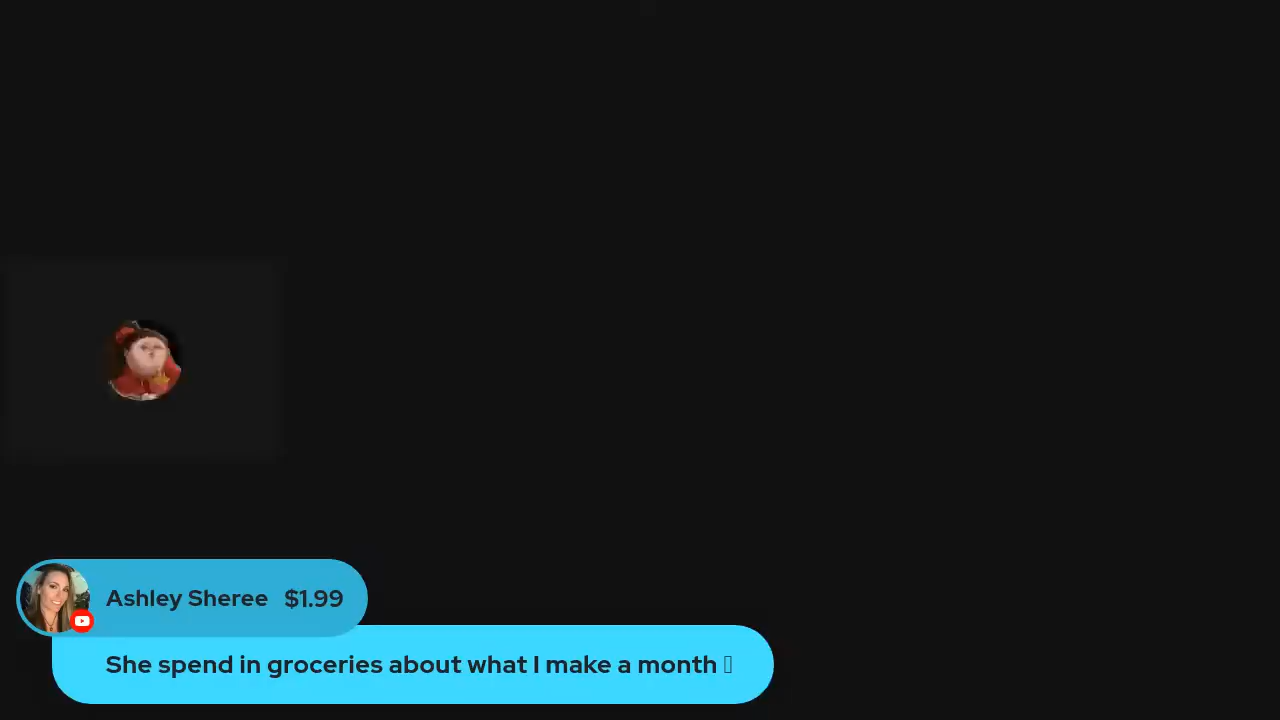 Ashley Sheree $1.99
She spend in groceries about what I make a month